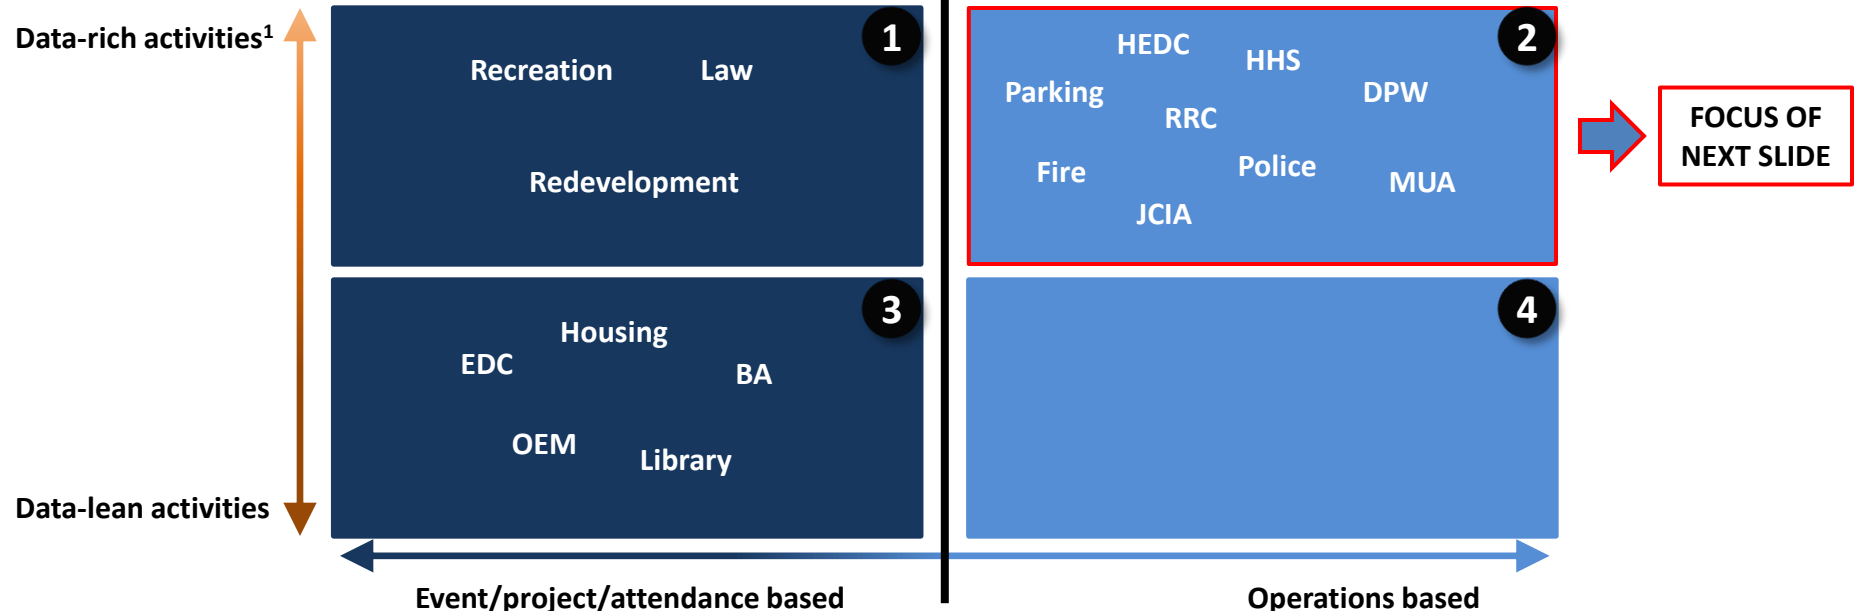 Data-rich activities¹
1
Recreation
Law
Redevelopment
2
HEDC
HHS
Parking
DPW
RRC
Fire
Police
MUA
JCIA
FOCUS OF
NEXT SLIDE
3
Housing
EDC
BA
OEM
Library
4
Data-lean activities
Event/project/attendance based
Operations based